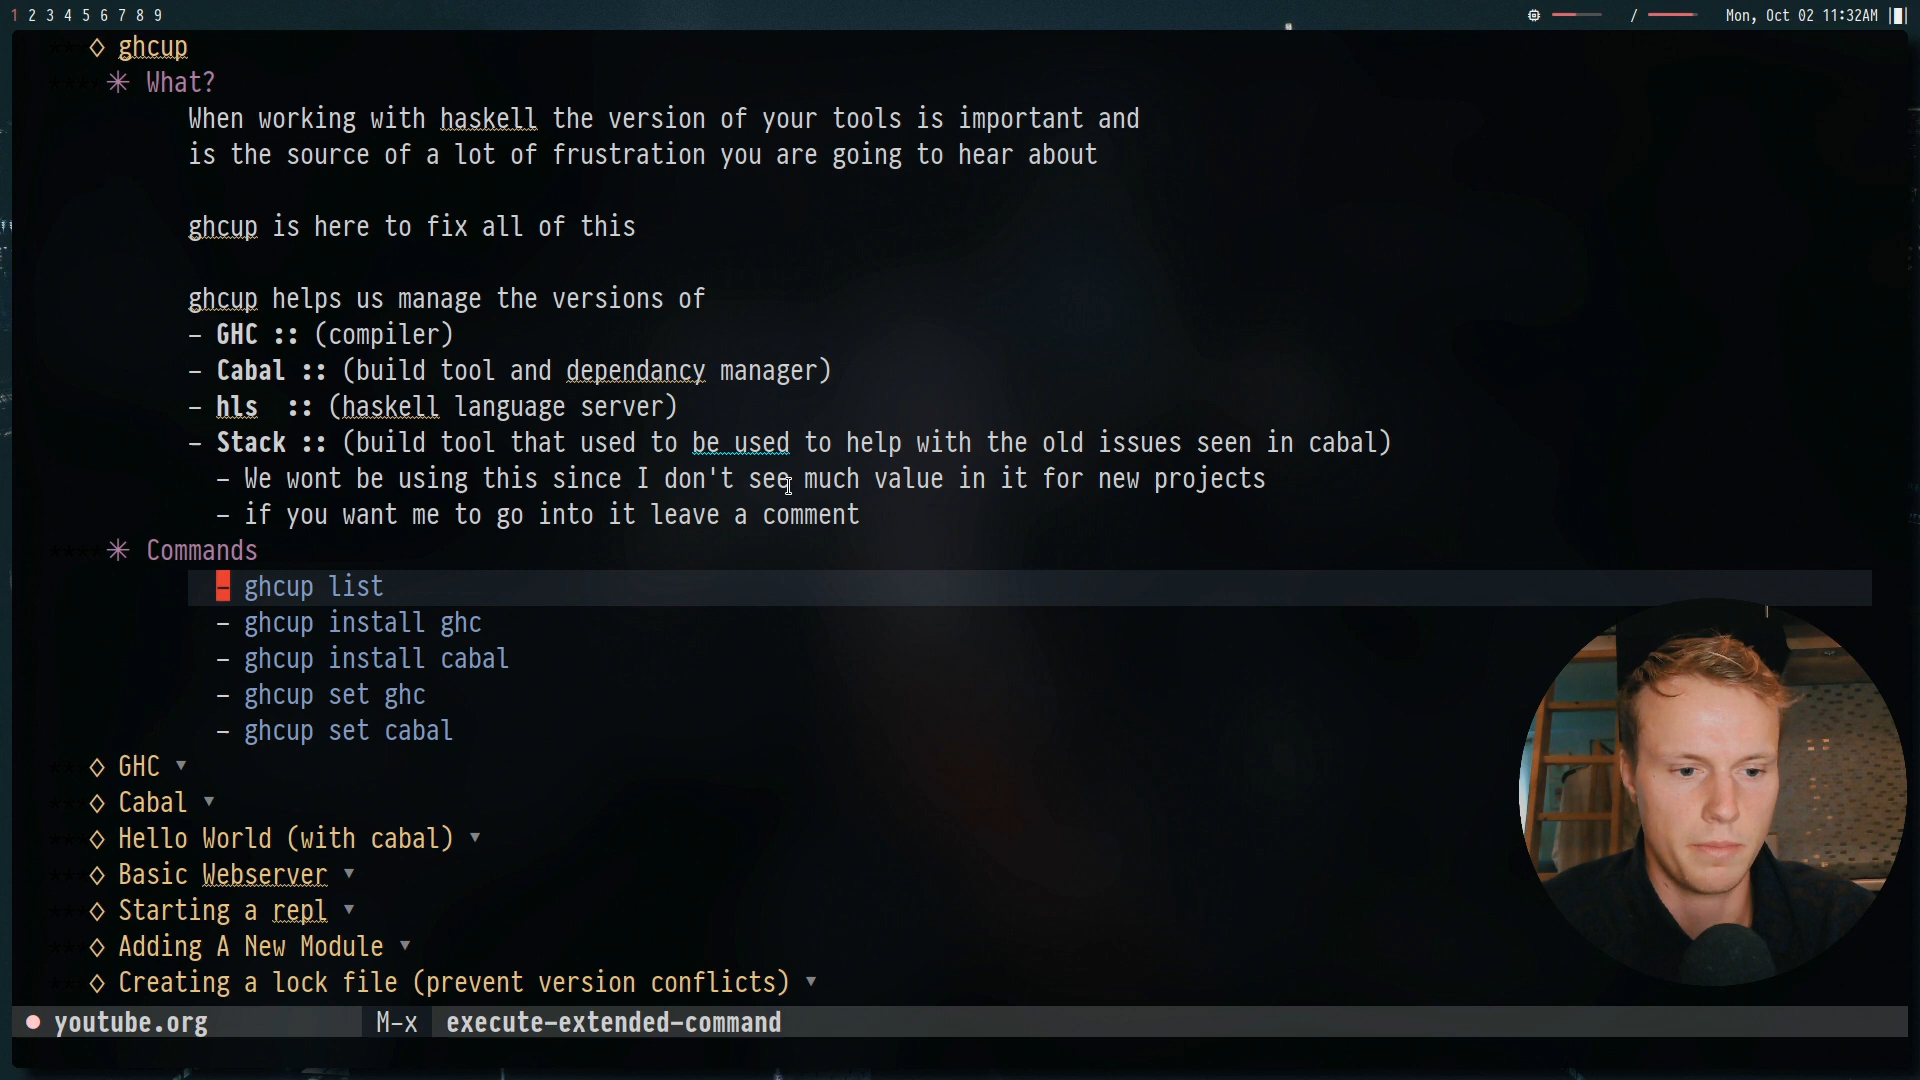 1 2 3 4 5 6 7 8 9
/ Mon, Oct 02 11:32AM
*** ◇ ghcup
**** ✳ What?
When working with haskell the version of your tools is important and
is the source of a lot of frustration you are going to hear about
ghcup is here to fix all of this
ghcup helps us manage the versions of
– GHC :: (compiler)
– Cabal :: (build tool and dependancy manager)
– hls :: (haskell language server)
– Stack :: (build tool that used to be used to help with the old issues seen in cabal)
– We wont be using this since I don't see much value in it for new projects
– if you want me to go into it leave a comment
**** ✳ Commands
– ghcup list
– ghcup install ghc
– ghcup install cabal
– ghcup set ghc
– ghcup set cabal
*** ◇ GHC ▼
*** ◇ Cabal ▼
*** ◇ Hello World (with cabal) ▼
*** ◇ Basic Webserver ▼
*** ◇ Starting a repl ▼
*** ◇ Adding A New Module ▼
*** ◇ Creating a lock file (prevent version conflicts) ▼
youtube.org M-x execute-extended-command